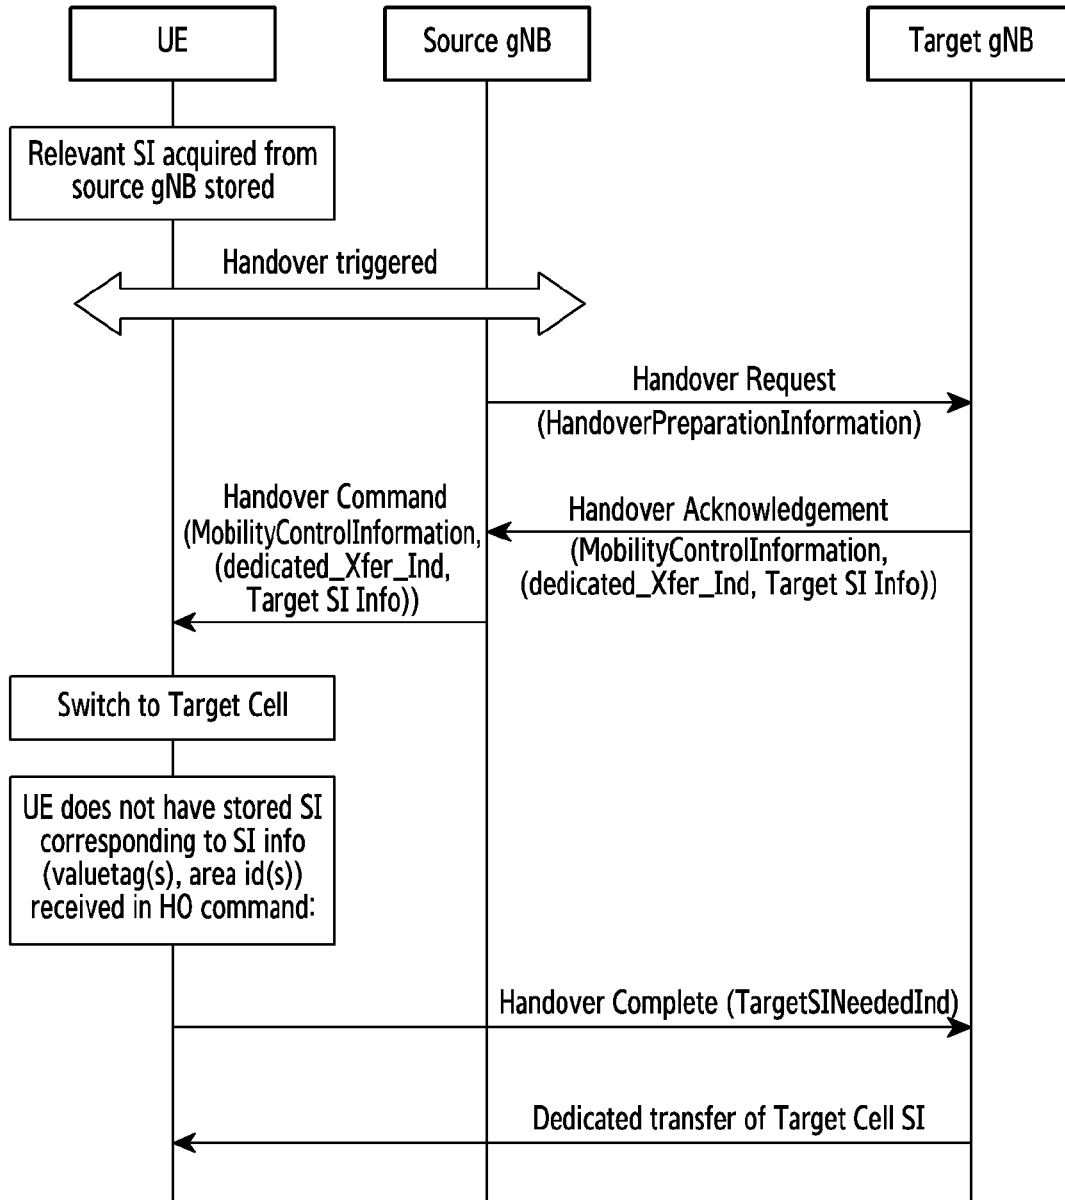 UE
Source gNB
Target gNB
Relevant SI acquired from
source gNB stored
Handover triggered
Handover Request
(HandoverPreparationInformation)
Handover Acknowledgement
(MobilityControlInformation,
(dedicated_Xfer_Ind, Target SI Info))
Handover Command
(MobilityControlInformation,
(dedicated_Xfer_Ind,
Target SI Info))
Switch to Target Cell
UE does not have stored SI
corresponding to SI info
(valuetag(s), area id(s))
received in HO command:
Handover Complete (TargetSINeededInd)
Dedicated transfer of Target Cell SI